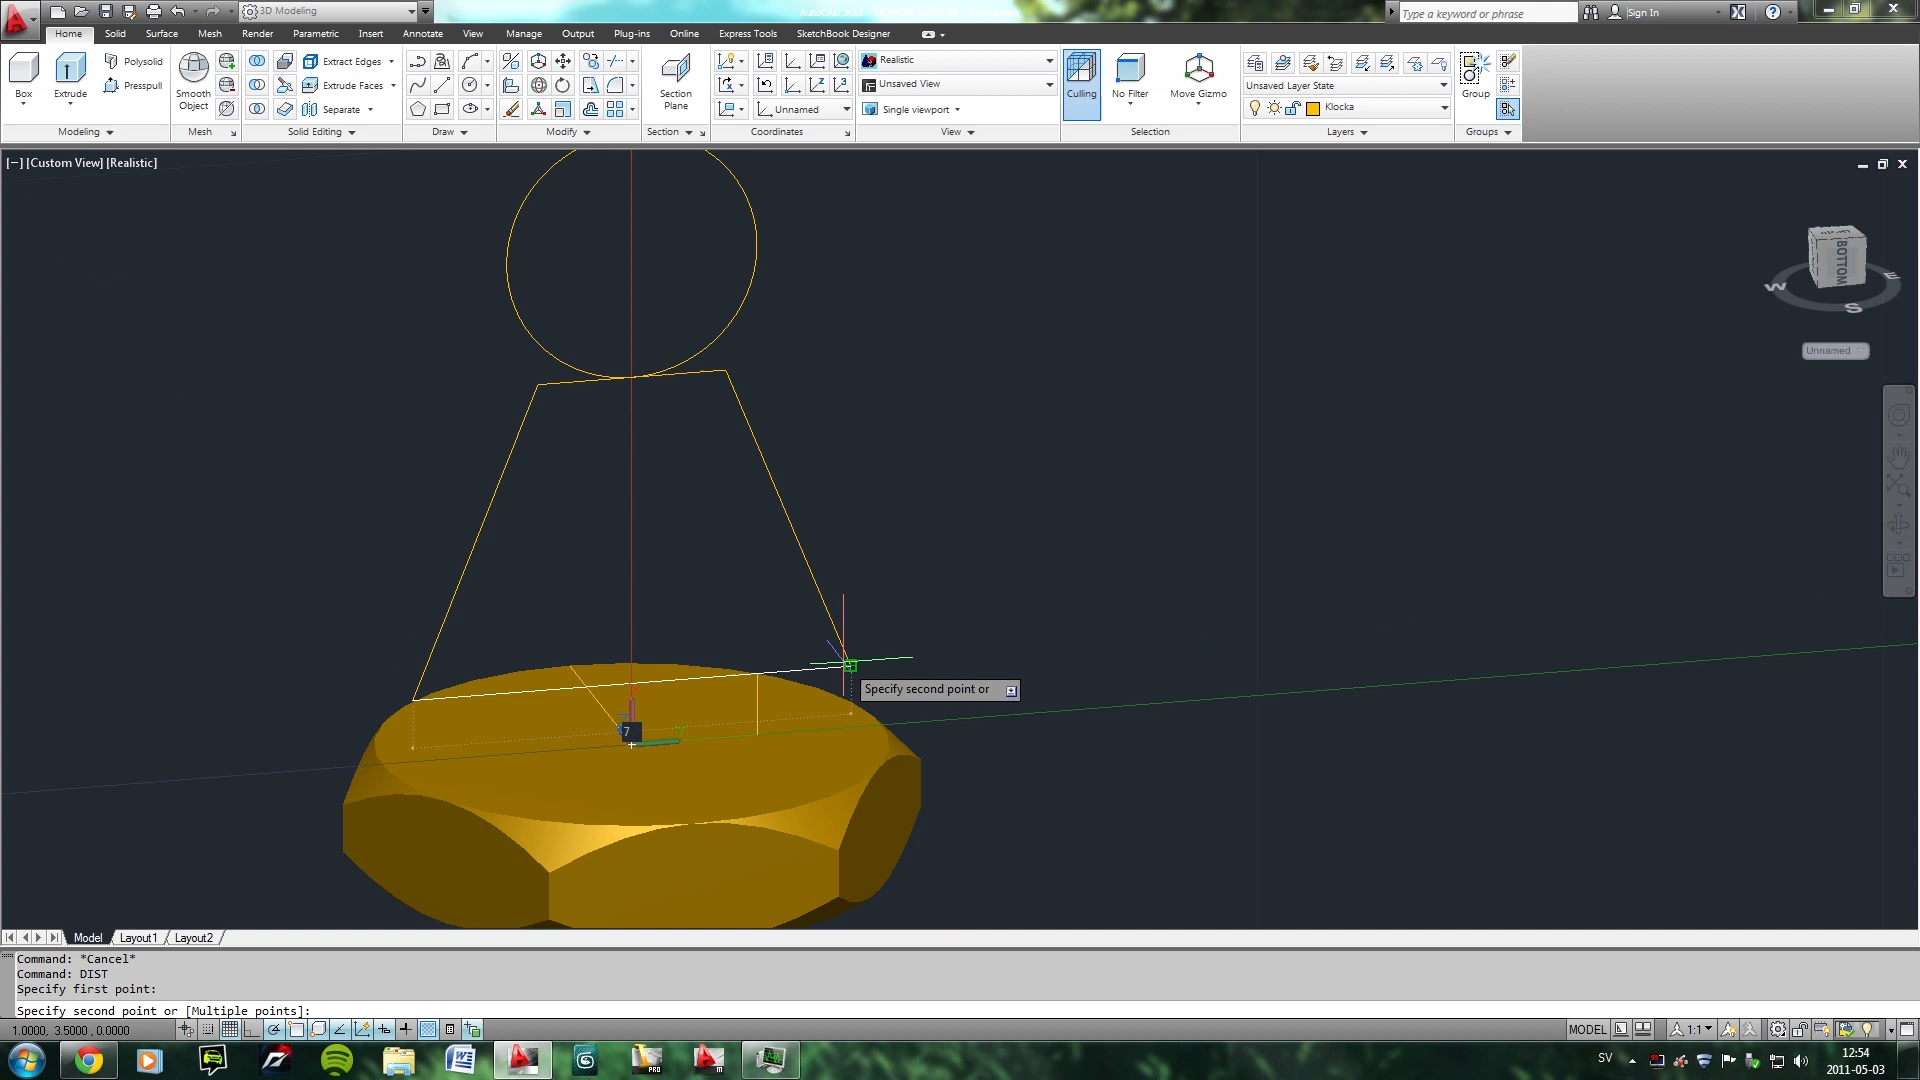 3D Modeling
AutoCAD 2012
Type a keyword or phrase
Sign In
Home Solid Surface Mesh Render Parametric Insert Annotate View Manage Output Plug-ins Online Express Tools SketchBook Designer
Box
Extrude
Polysolid
Presspull
Modeling
Smooth
Object
Mesh
Extract Edges
Extrude Faces
Separate
Solid Editing
Draw
Modify
Section
Plane
Section
Unnamed
Coordinates
Realistic
Unsaved View
Single viewport
View
Culling
No Filter
Move Gizmo
Selection
Unsaved Layer State
Klocka
Layers
Group
Groups
[−] [Custom View] [Realistic]
BOTTOM
W
S
E
Unnamed
Specify second point or
7
Model Layout1 Layout2
Command: *Cancel*
Command: DIST
Specify first point:
Specify second point or [Multiple points]:
1.0000, 3.5000 , 0.0000
MODEL
1:1
SV
12:54
2011-05-03
PRO